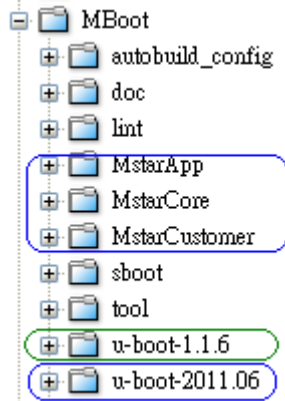 MBoot
autobuild_config
doc
lint
MstarApp
MstarCore
MstarCustomer
sboot
tool
u-boot-1.1.6
u-boot-2011.06